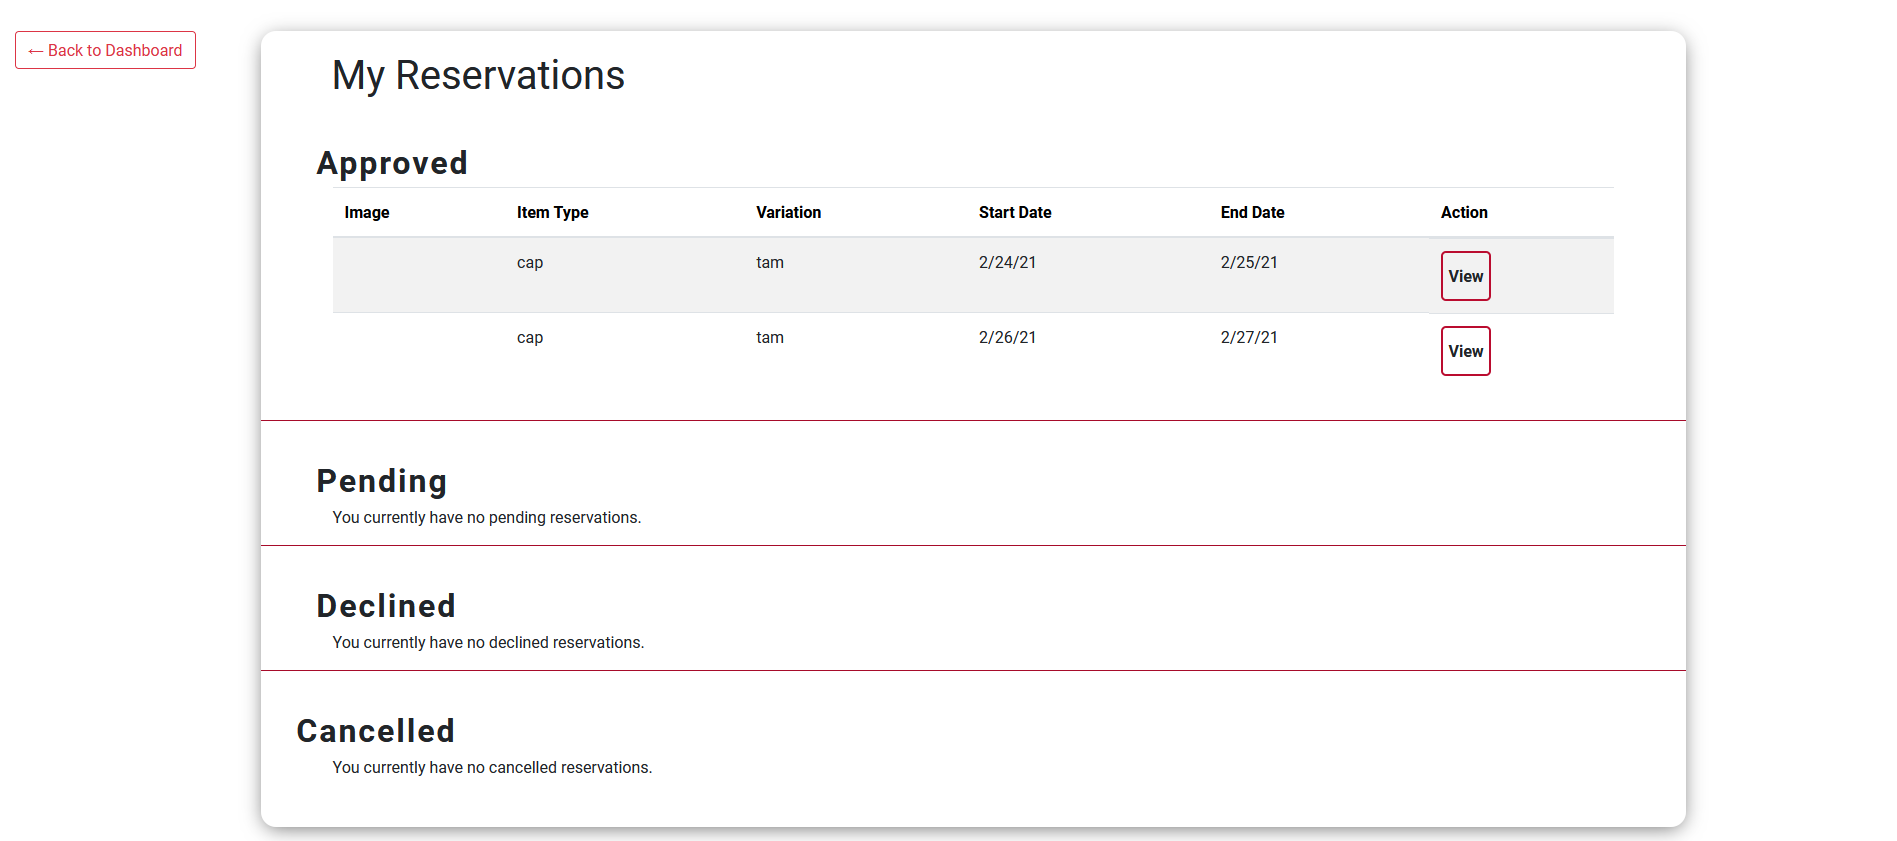 ← Back to Dashboard
My Reservations
Approved
Image Item Type Variation Start Date End Date Action
cap tam 2/24/21 2/25/21 View
cap tam 2/26/21 2/27/21 View
Pending
You currently have no pending reservations.
Declined
You currently have no declined reservations.
Cancelled
You currently have no cancelled reservations.